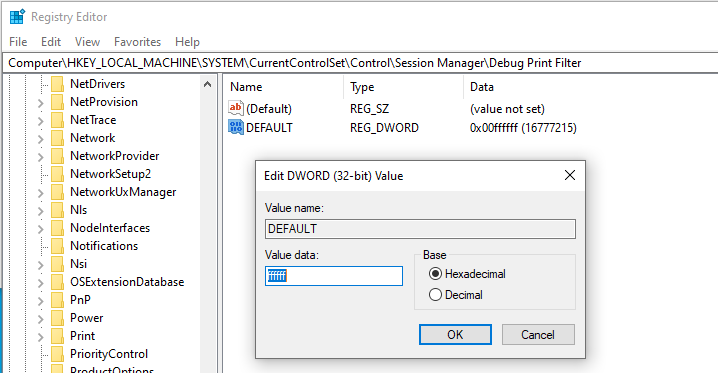 Registry Editor
File Edit View Favorites Help
Computer\HKEY_LOCAL_MACHINE\SYSTEM\CurrentControlSet\Control\Session Manager\Debug Print Filter
NetDrivers
NetProvision
NetTrace
Network
NetworkProvider
NetworkSetup2
NetworkUxManager
Nls
NodeInterfaces
Notifications
Nsi
OSExtensionDatabase
PnP
Power
Print
PriorityControl
ProductOptions
Name Type Data
ab (Default) REG_SZ (value not set)
DEFAULT REG_DWORD 0x00ffffff (16777215)
Edit DWORD (32-bit) Value
Value name:
DEFAULT
Value data:
ffffff
Base
Hexadecimal
Decimal
OK Cancel